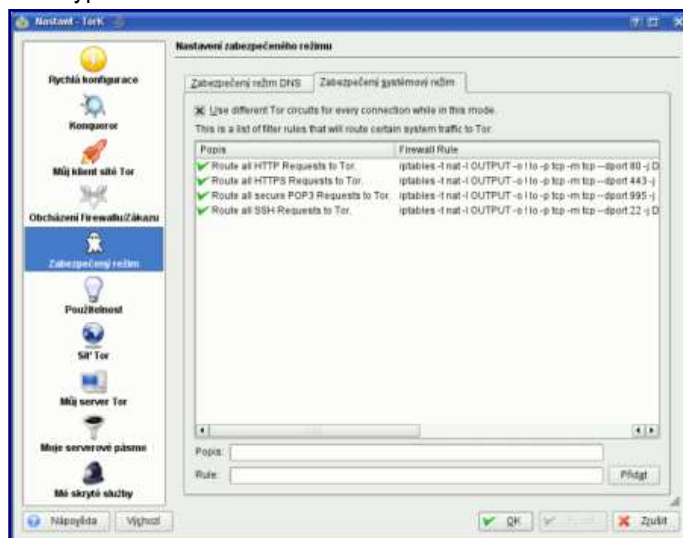 Nastavit - TorK
Nastavení zabezpečeného režimu
Rychlá konfigurace
Konqueror
Můj klient sítě Tor
Obcházení Firewallu/Zákazu
Zabezpečený režim
Použitelnost
Síť Tor
Můj server Tor
Moje serverové pásmo
Mé skryté služby
Zabezpečený režim DNS
Zabezpečený systémový režim
Use different Tor circuits for every connection while in this mode.
This is a list of filter rules that will route certain system traffic to Tor
Popis Firewall Rule
Route all HTTP Requests to Tor. iptables -t nat -I OUTPUT -o ! lo -p tcp -m tcp --dport 80 -j D
Route all HTTPS Requests to Tor. iptables -t nat -I OUTPUT -o ! lo -p tcp -m tcp --dport 443 -j
Route all secure POP3 Requests to Tor. iptables -t nat -I OUTPUT -o ! lo -p tcp -m tcp --dport 995 -j
Route all SSH Requests to Tor. iptables -t nat -I OUTPUT -o ! lo -p tcp -m tcp --dport 22 -j D
Popis:
Rule:
Přidat
Nápověda
Výchozí
OK
Zrušit